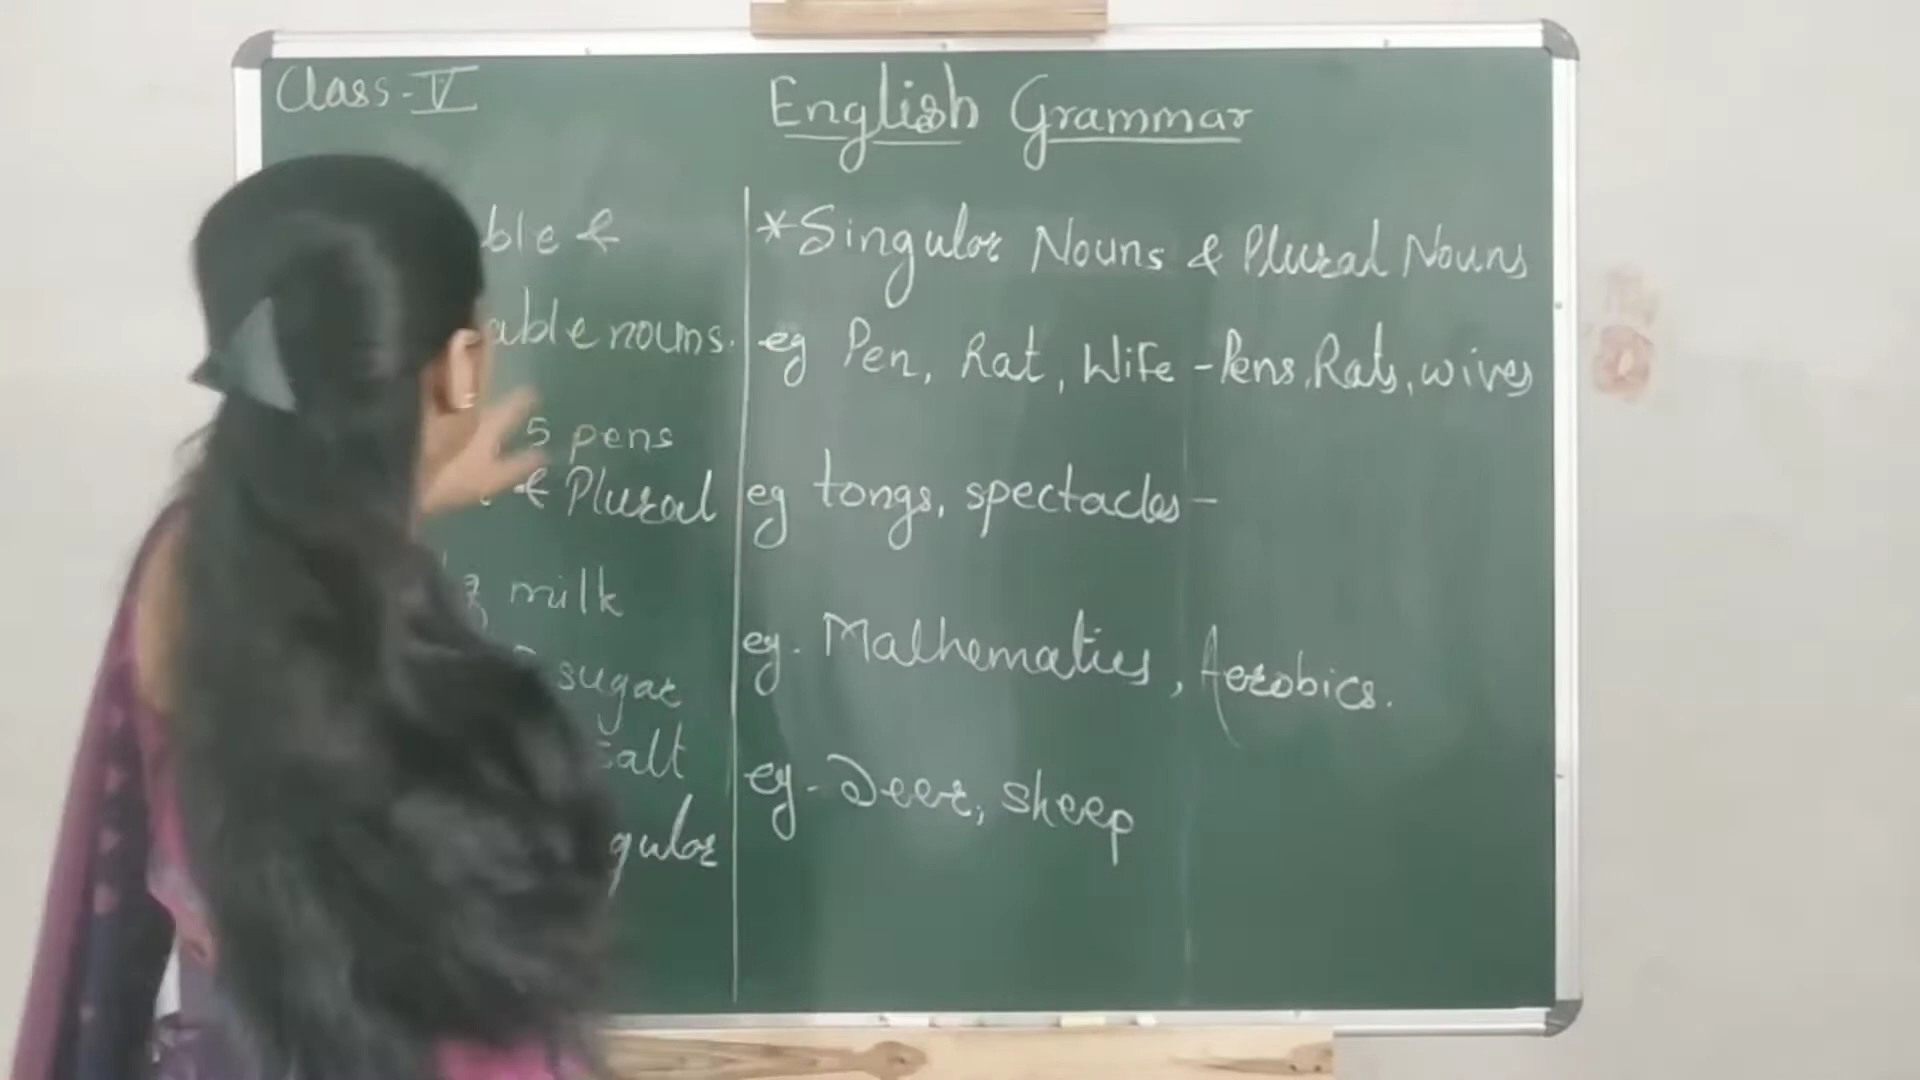 Class-V
English Grammar
ble &
able nouns.
5 pens
& Plural
milk
sugar
salt
gular
*Singular Nouns & Plural Nouns
eg Pen, Rat, Wife - Pens, Rats, wives
eg tongs, spectacles-
eg. Mathematics, Aerobics.
eg. Deer, sheep